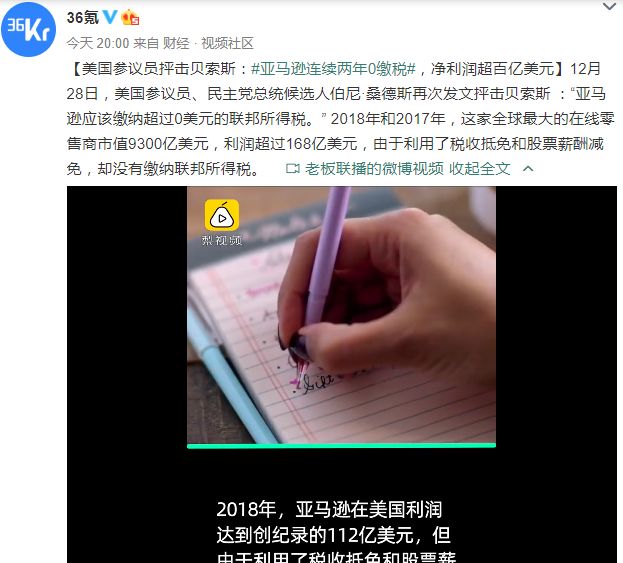 36Kr
36氪
今天 20:00 来自 财经 · 视频社区
【美国参议员抨击贝索斯：#亚马逊连续两年0缴税#，净利润超百亿美元】12月
28日，美国参议员、民主党总统候选人伯尼·桑德斯再次发文抨击贝索斯 ：“亚马
逊应该缴纳超过0美元的联邦所得税。” 2018年和2017年，这家全球最大的在线零
售商市值9300亿美元，利润超过168亿美元，由于利用了税收抵免和股票薪酬减
免，却没有缴纳联邦所得税。 老板联播的微博视频 收起全文
梨视频
2018年，亚马逊在美国利润
达到创纪录的112亿美元，但
由于利用了税收抵免和股票薪